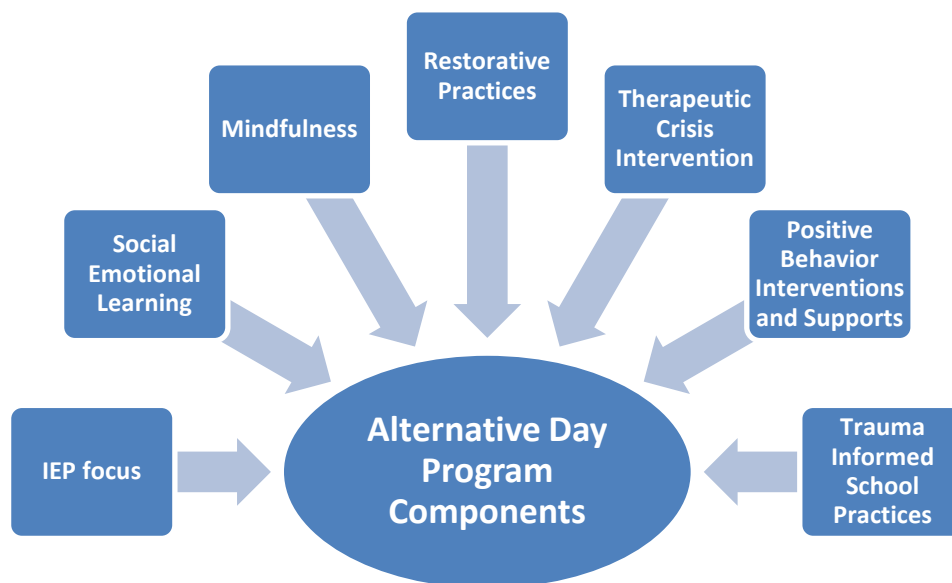 Restorative
Practices
Mindfulness
Therapeutic
Crisis
Intervention
Social
Emotional
Learning
Positive
Behavior
Interventions
and Supports
IEP focus
Alternative Day
Program
Components
Trauma
Informed
School
Practices